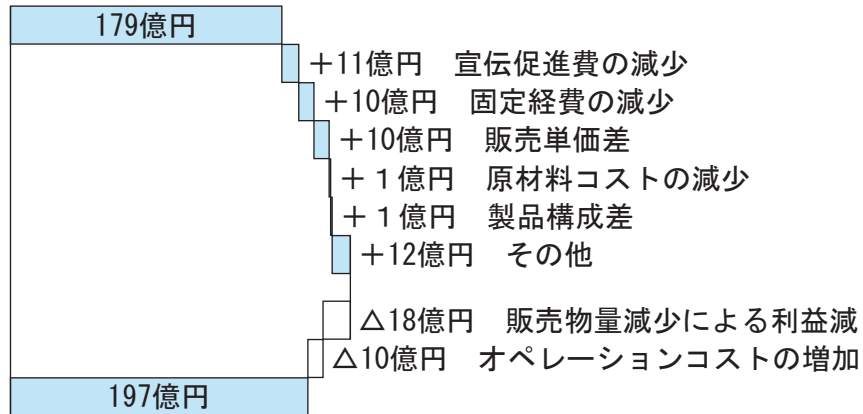 179億円
＋11億円　宣伝促進費の減少
＋10億円　固定経費の減少
＋10億円　販売単価差
＋１億円　原材料コストの減少
＋１億円　製品構成差
＋12億円　その他
△18億円　販売物量減少による利益減
△10億円　オペレーションコストの増加
197億円